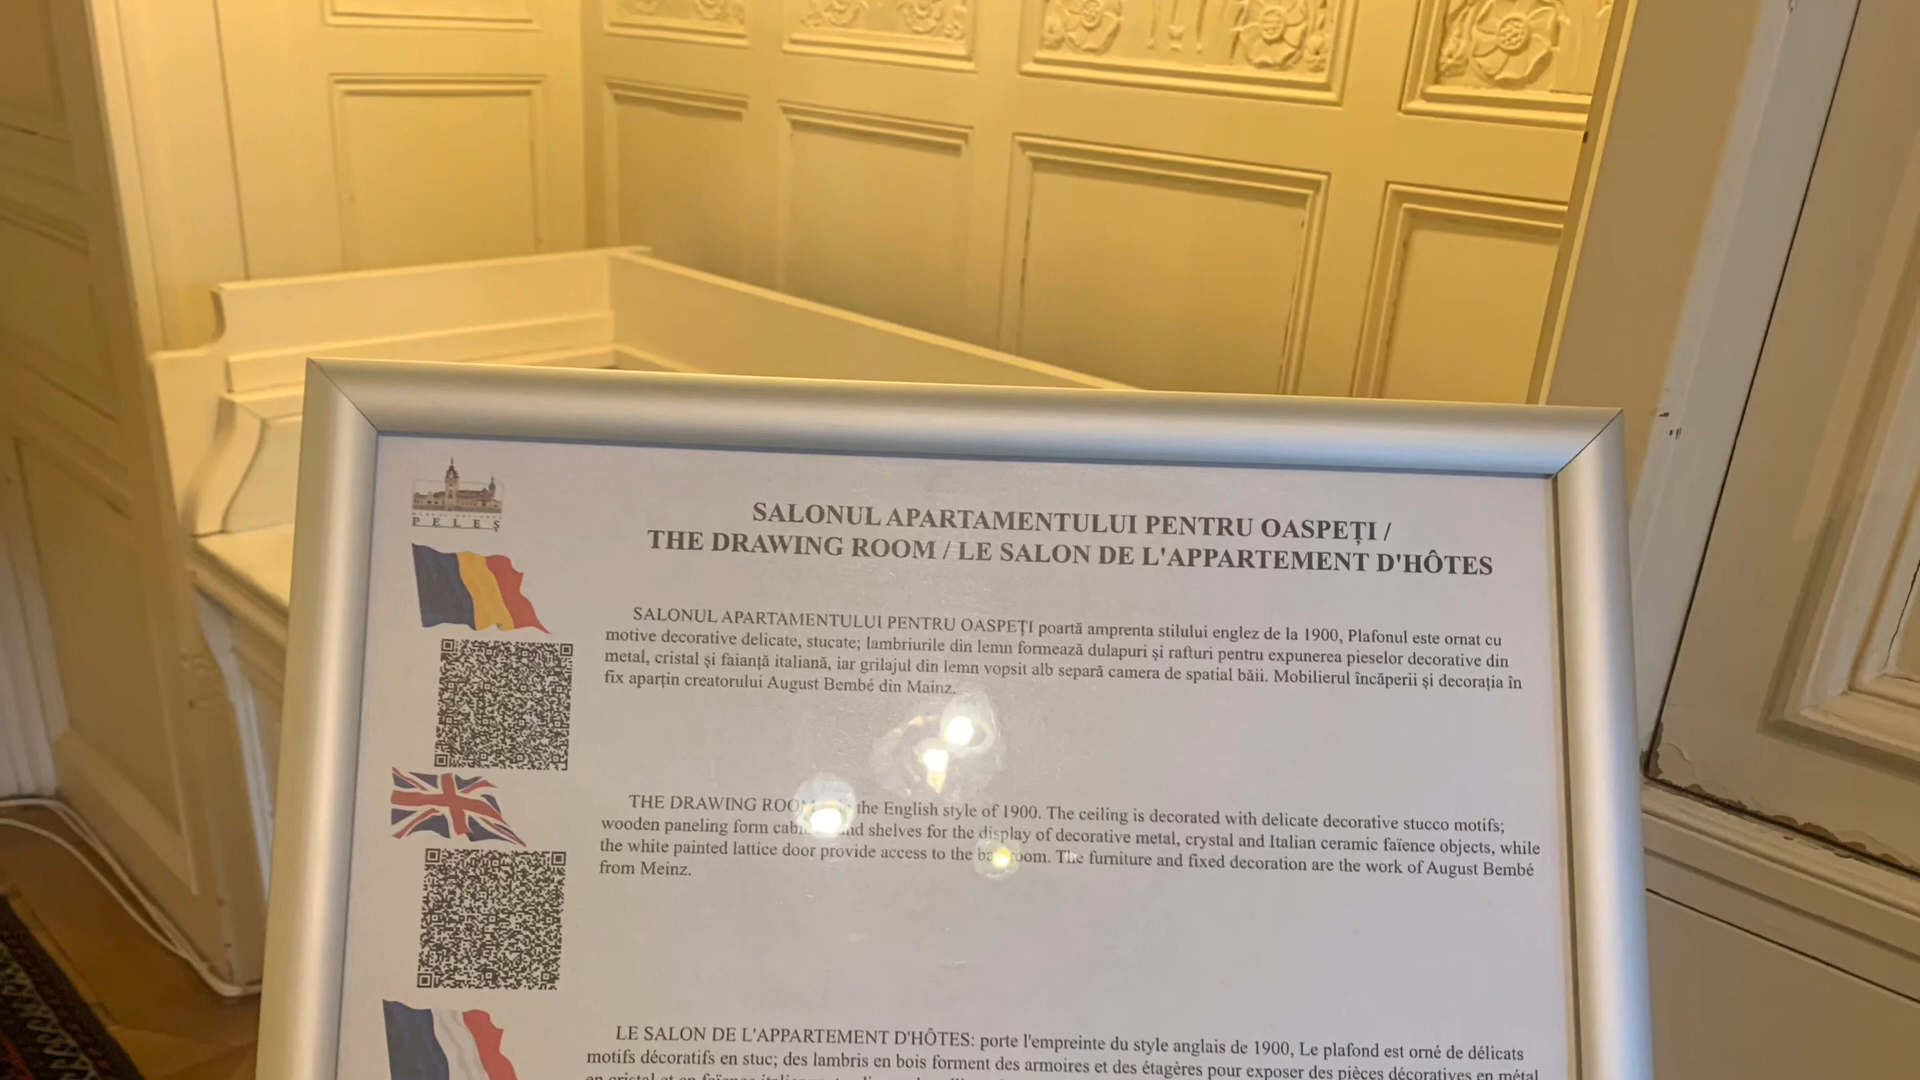 PELEȘ
SALONUL APARTAMENTULUI PENTRU OASPEȚI /
THE DRAWING ROOM / LE SALON DE L'APPARTEMENT D'HÔTES
SALONUL APARTAMENTULUI PENTRU OASPEȚI poartă amprenta stilului englez de la 1900, Plafonul este ornat cu
motive decorative delicate, stucate; lambriurile din lemn formează dulapuri și rafturi pentru expunerea pieselor decorative din
metal, cristal și faianță italiană, iar grilajul din lemn vopsit alb separă camera de spatial băii. Mobilierul încăperii și decorația în
fix aparțin creatorului August Bembé din Mainz.
THE DRAWING the English style of 1900. The ceiling is decorated with delicate decorative stucco motifs;
wooden paneling form shelves for the display of decorative metal, crystal and Italian ceramic faïence objects, while
the white painted lattice door provide access to the The furniture and fixed decoration are the work of August Bembé
from Meinz.
LE SALON DE L'APPARTEMENT D'HÔTES: porte l'empreinte du style anglais de 1900, Le plafond est orné de délicats
motifs décoratifs en stuc; des lambris en bois forment des armoires et des étagères pour exposer des pièces décoratives en métal